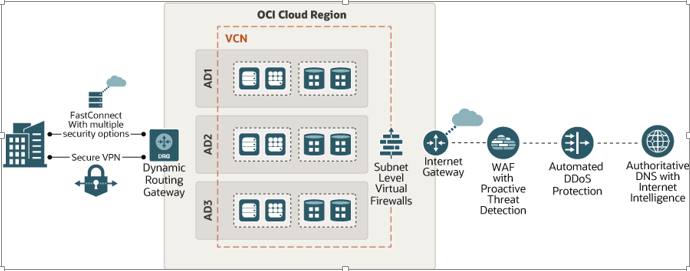 OCI Cloud Region
VCN
AD1
AD2
AD3
FastConnect
With multiple
security options
Secure VPN
DRG
Dynamic
Routing
Gateway
Subnet
Level
Virtual
Firewalls
Internet
Gateway
WAF
with
Proactive
Threat
Detection
Automated
DDoS
Protection
Authoritative
DNS with
Internet
Intelligence